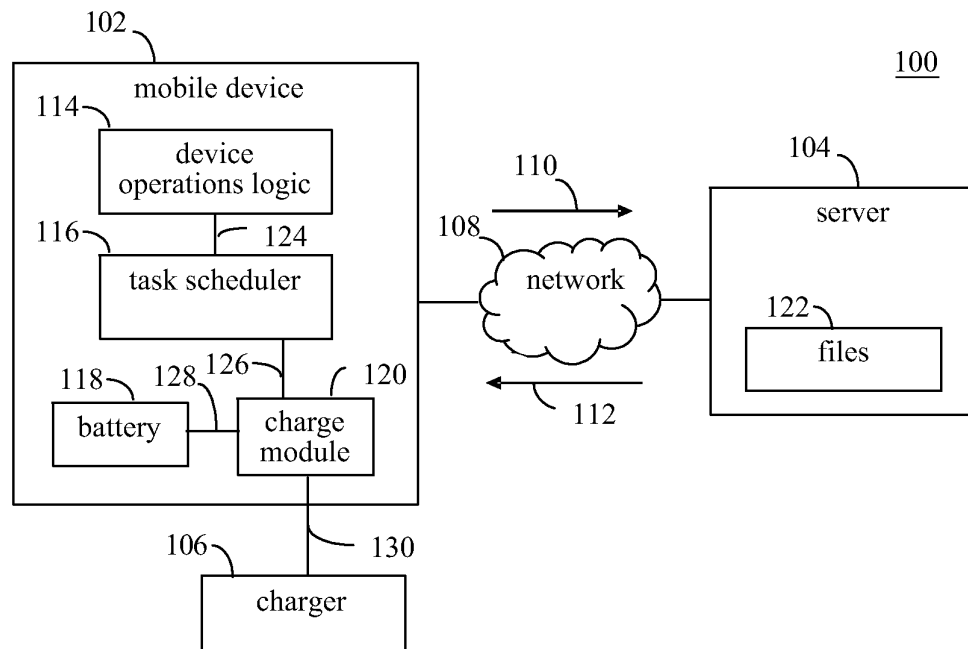 102
100
mobile device
114
device
operations logic
110
104
server
116
124
108
task scheduler
network
122
files
126
120
118
128
112
battery
charge
module
130
106
charger